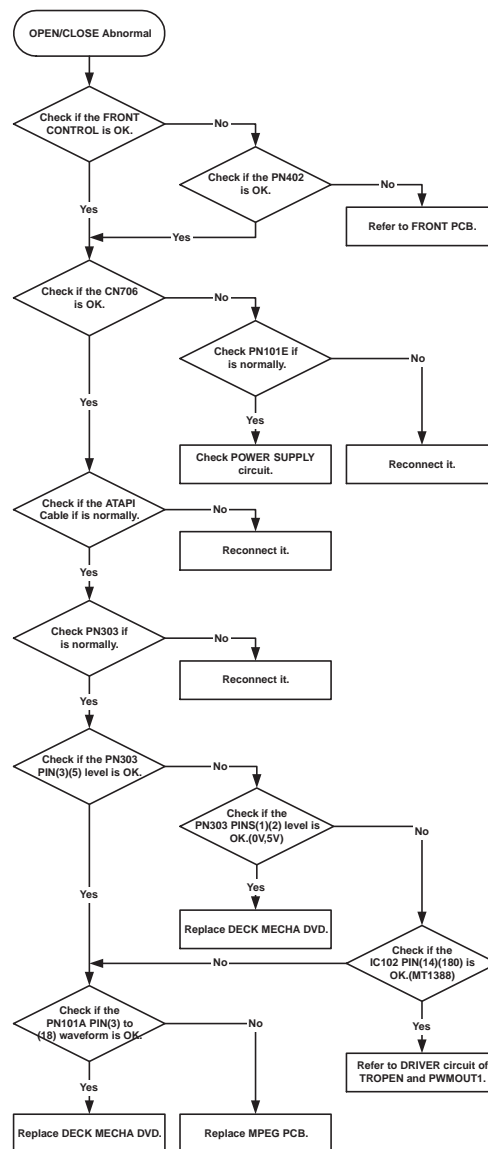 OPEN/CLOSE Abnormal
Check if the FRONT
CONTROL is OK.
No
Check if the PN402
is OK.
No
Yes
Yes
Refer to FRONT PCB.
Check if the CN706
is OK.
No
Check PN101E if
is normally.
No
Yes
Yes
Check POWER SUPPLY
circuit.
Reconnect it.
Check if the ATAPI
Cable if is normally.
No
Reconnect it.
Yes
Check PN303 if
is normally.
No
Reconnect it.
Yes
Check if the PN303
PIN(3)(5) level is OK.
No
Check if the
PN303 PINS(1)(2) level is
OK.(0V,5V)
No
Yes
Yes
Replace DECK MECHA DVD.
Check if the
IC102 PIN(14)(180) is
OK.(MT1388)
No
Check if the
PN101A PIN(3) to
(18) waveform is OK.
No
Yes
Refer to DRIVER circuit of
TROPEN and PWMOUT1.
Yes
Replace DECK MECHA DVD.
Replace MPEG PCB.